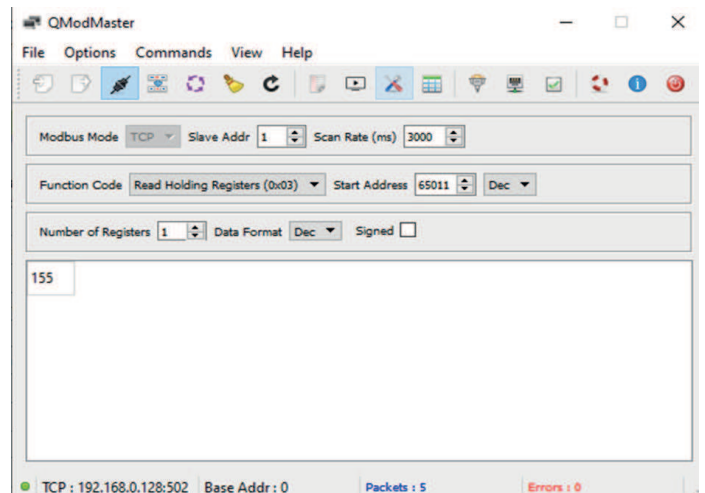 QModMaster
File Options Commands View Help
Modbus Mode TCP Slave Addr 1 Scan Rate (ms) 3000
Function Code Read Holding Registers (0x03) Start Address 65011 Dec
Number of Registers 1 Data Format Dec Signed
155
TCP : 192.168.0.128:502 Base Addr : 0 Packets : 5 Errors : 0